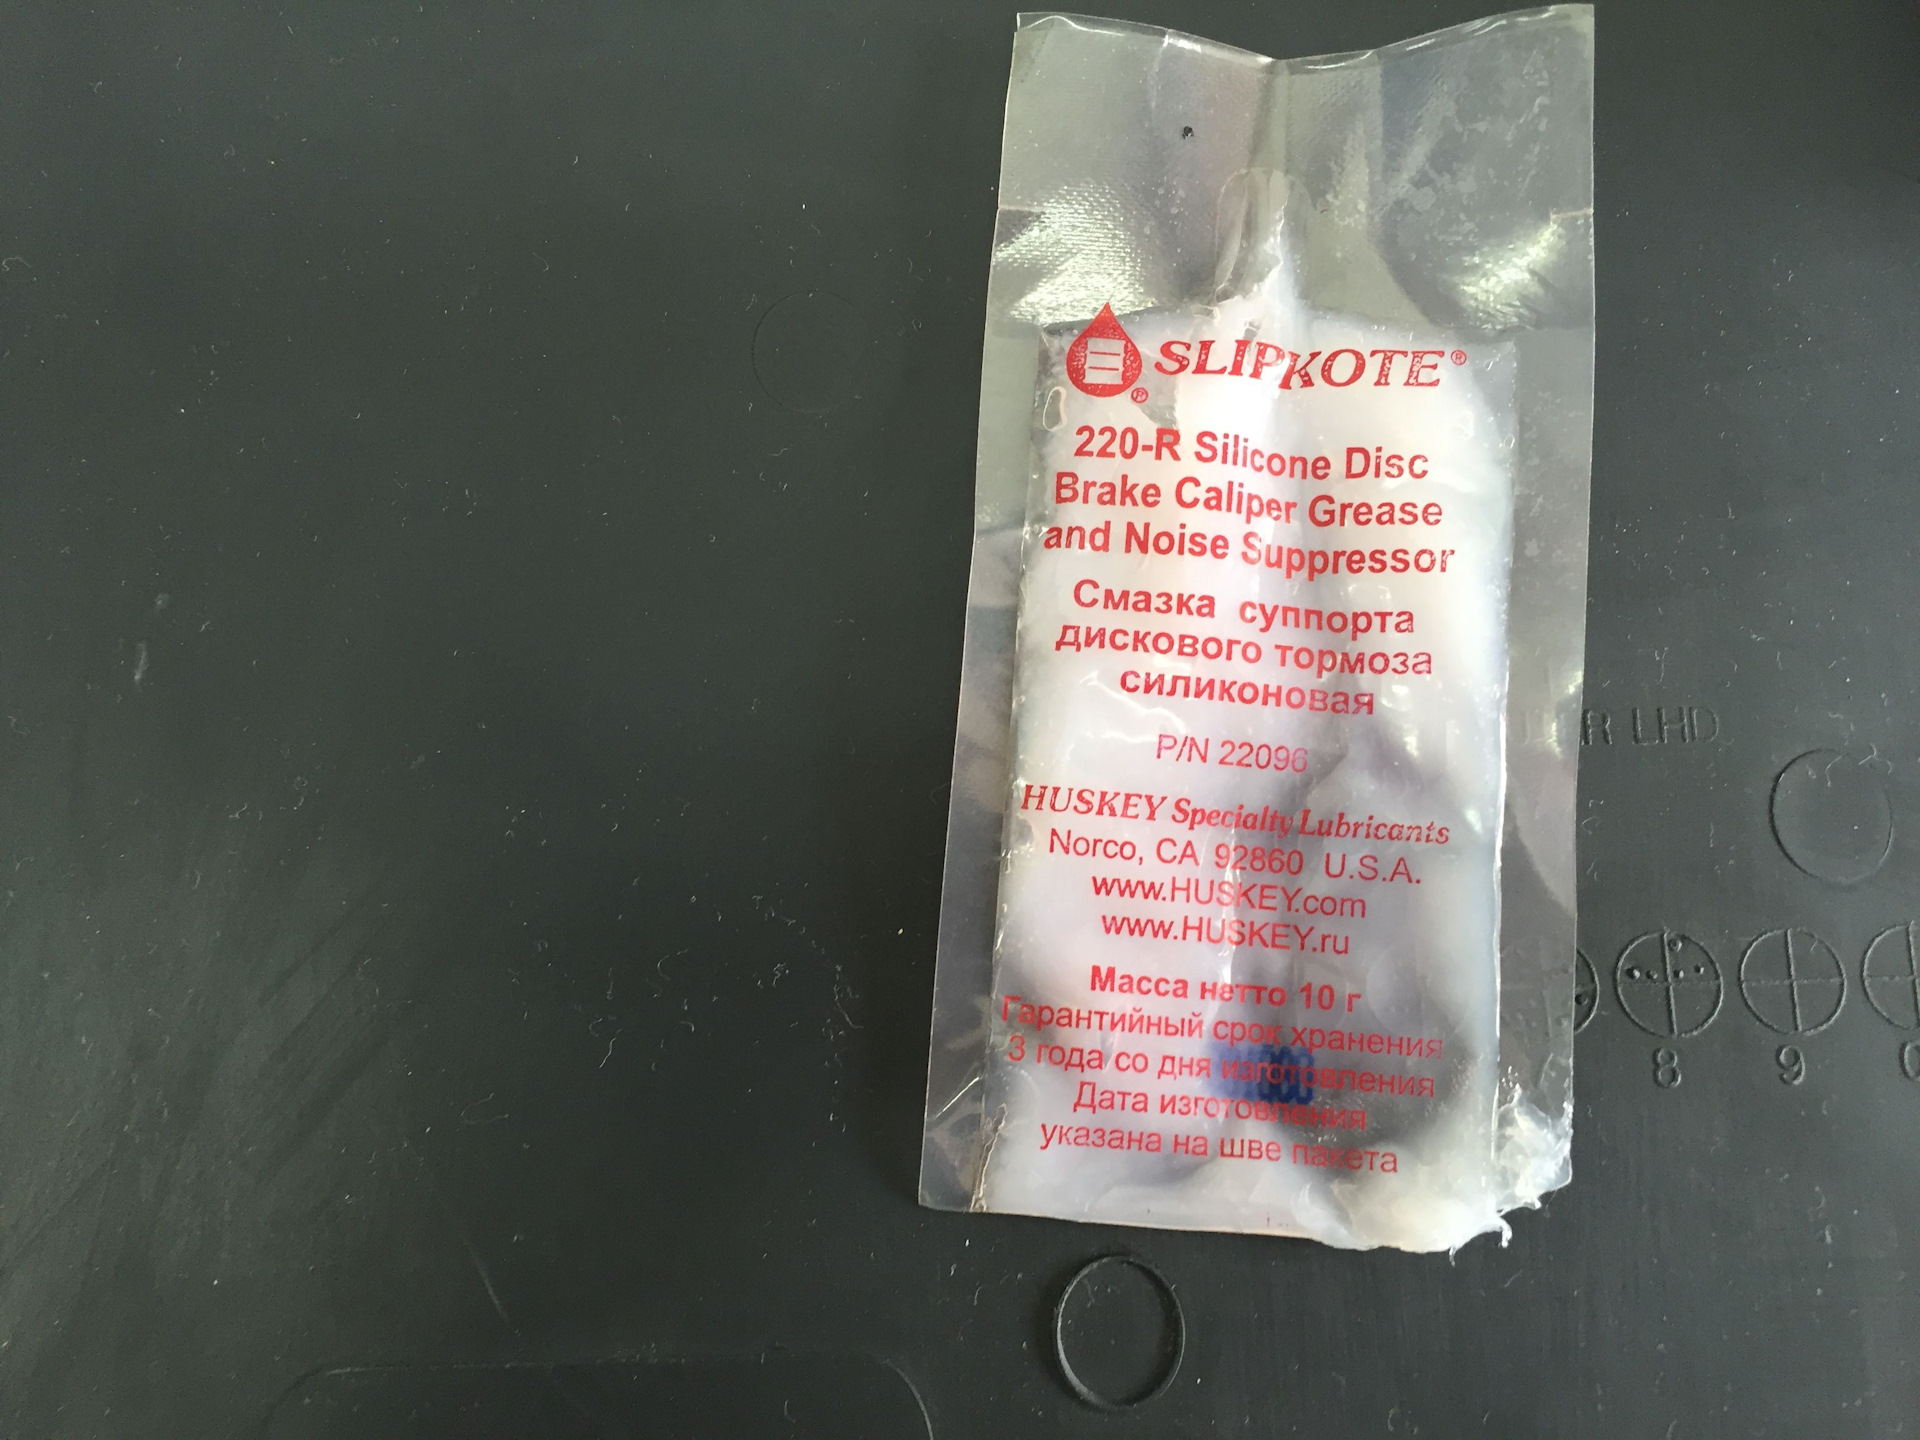 SLIPKOTE®
®
220-R Silicone Disc
Brake Caliper Grease
and Noise Suppressor
Смазка суппорта
дискового тормоза
силиконовая
P/N 22096
HUSKEY Specialty Lubricants
Norco, CA 92860 U.S.A.
www.HUSKEY.com
www.HUSKEY.ru
Масса нетто 10 г
Гарантийный срок хранения
3 года со дня изготовления
Дата изготовления
указана на шве пакета
R LHD
8 9